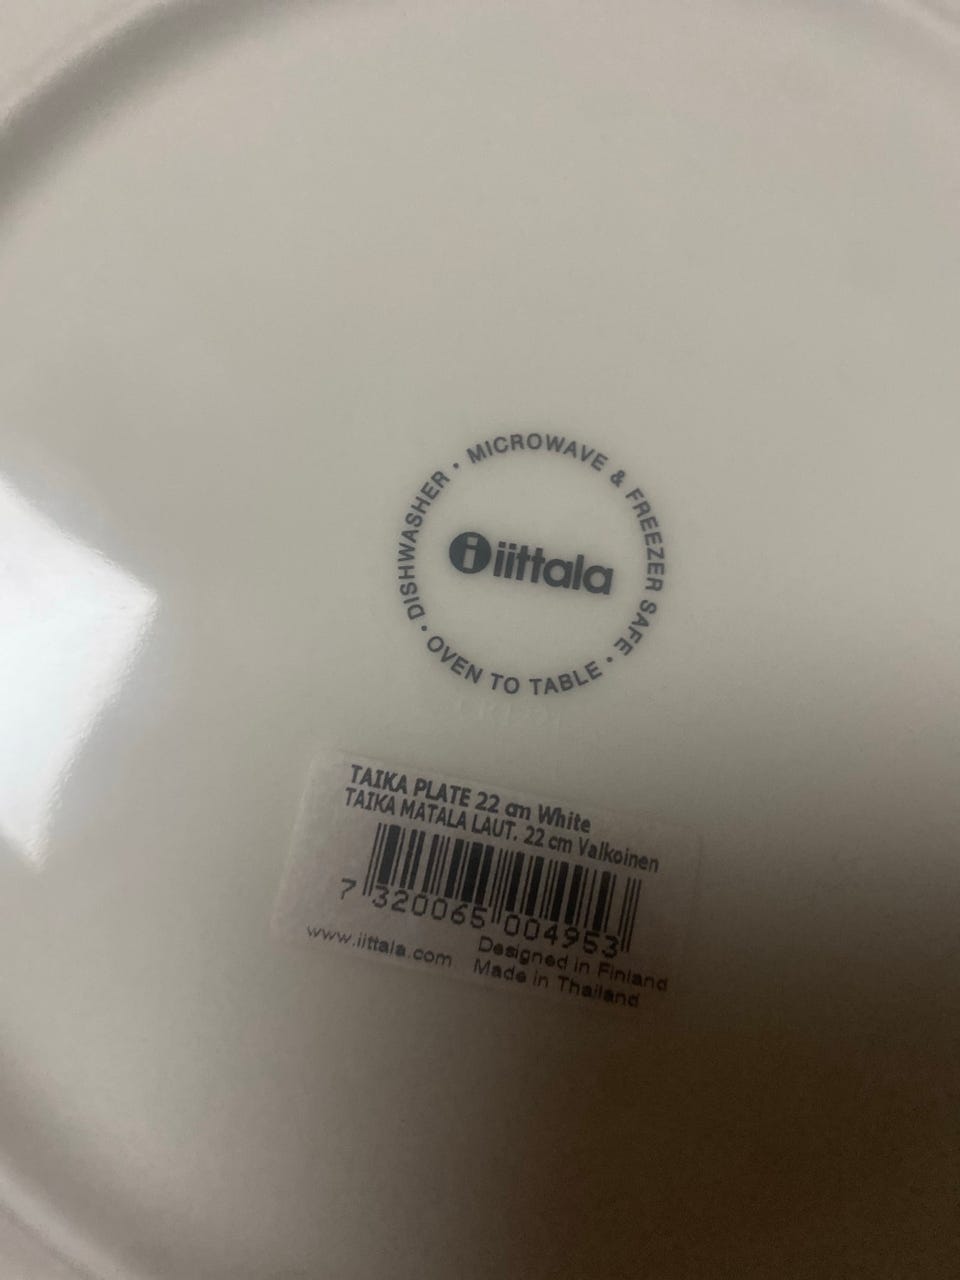 DISHWASHER • MICROWAVE & FREEZER SAFE • OVEN TO TABLE •
iittala
TAIKA PLATE 22 cm White
TAIKA MATALA LAUT. 22 cm Valkoinen
7 320065 004953
www.iittala.com
Designed in Finland
Made in Thailand